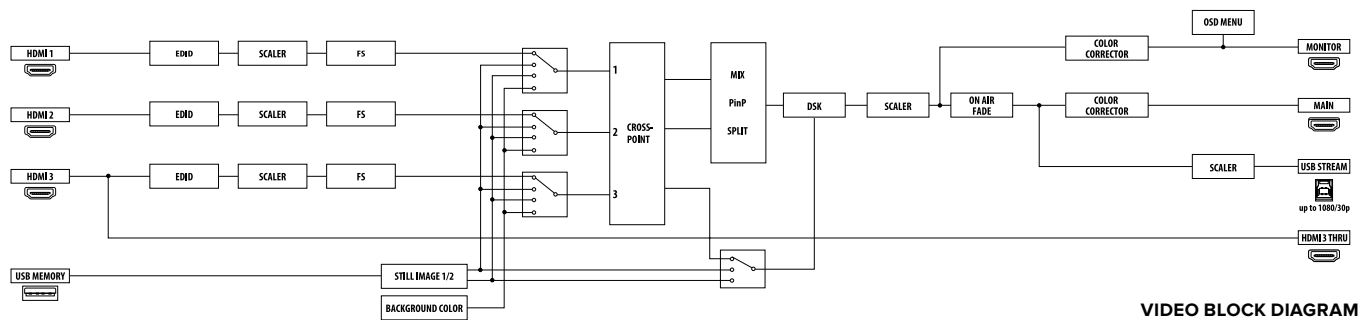 OSD MENU
HDMI 1
EDID
SCALER
FS
1
COLOR
CORRECTOR
MONITOR
MIX
PinP
SPLIT
HDMI 2
EDID
SCALER
FS
2
CROSS-
POINT
DSK
SCALER
ON AIR
FADE
COLOR
CORRECTOR
MAIN
HDMI 3
EDID
SCALER
FS
3
SCALER
USB STREAM
up to 1080/30p
HDMI 3 THRU
USB MEMORY
STILL IMAGE 1/2
BACKGROUND COLOR
VIDEO BLOCK DIAGRAM